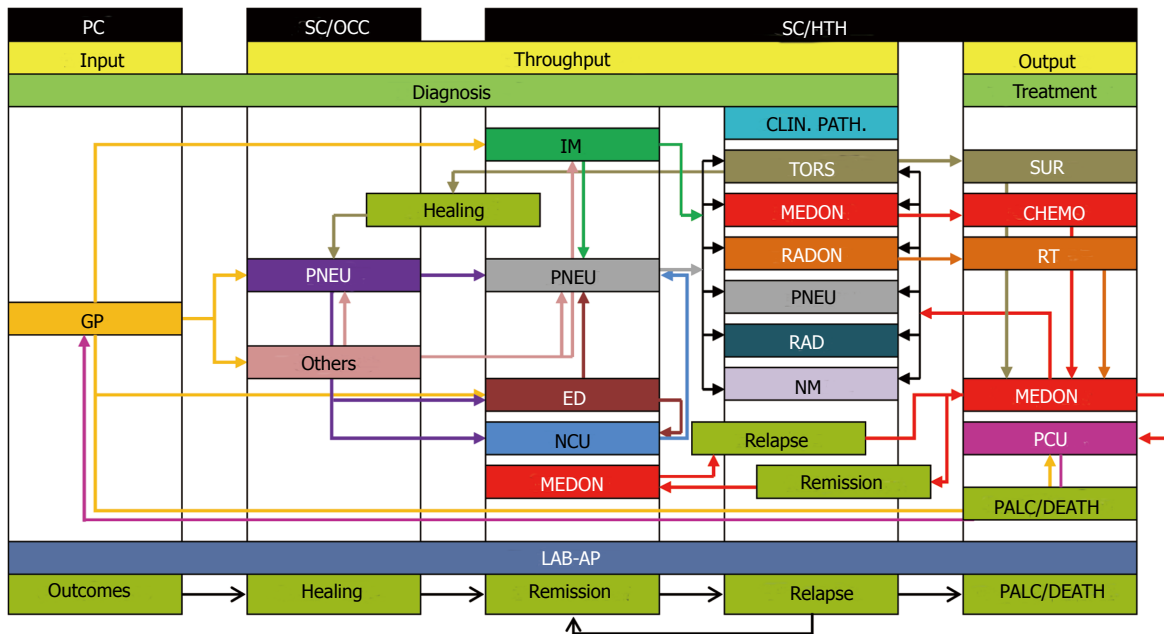 PC
SC/OCC
SC/HTH
Input
Throughput
Output
Diagnosis
Treatment
CLIN. PATH.
IM
TORS
SUR
Healing
MEDON
CHEMO
RADON
RT
PNEU
PNEU
PNEU
GP
RAD
Others
NM
ED
MEDON
NCU
Relapse
PCU
MEDON
Remission
PALC/DEATH
LAB-AP
Outcomes
Healing
Remission
Relapse
PALC/DEATH